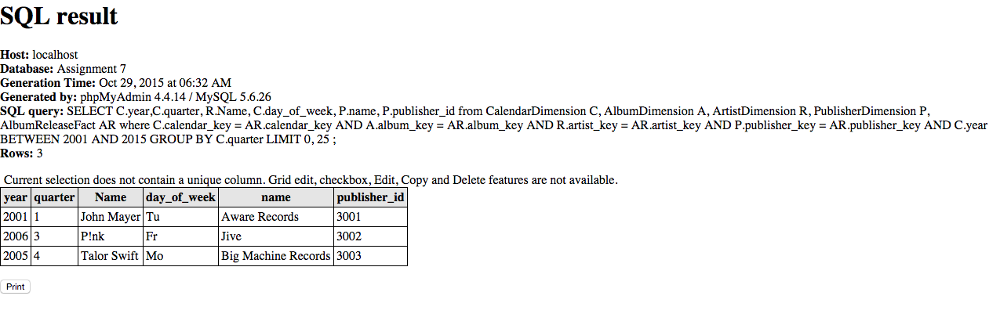 SQL result
Host: localhost
Database: Assignment 7
Generation Time: Oct 29, 2015 at 06:32 AM
Generated by: phpMyAdmin 4.4.14 / MySQL 5.6.26
SQL query: SELECT C.year,C.quarter, R.Name, C.day_of_week, P.name, P.publisher_id from CalendarDimension C, AlbumDimension A, ArtistDimension R, PublisherDimension P,
AlbumReleaseFact AR where C.calendar_key = AR.calendar_key AND A.album_key = AR.album_key AND R.artist_key = AR.artist_key AND P.publisher_key = AR.publisher_key AND C.year
BETWEEN 2001 AND 2015 GROUP BY C.quarter LIMIT 0, 25 ;
Rows: 3
Current selection does not contain a unique column. Grid edit, checkbox, Edit, Copy and Delete features are not available.
year quarter Name day_of_week name publisher_id
2001 1 John Mayer Tu Aware Records 3001
2006 3 P!nk Fr Jive 3002
2005 4 Talor Swift Mo Big Machine Records 3003
Print